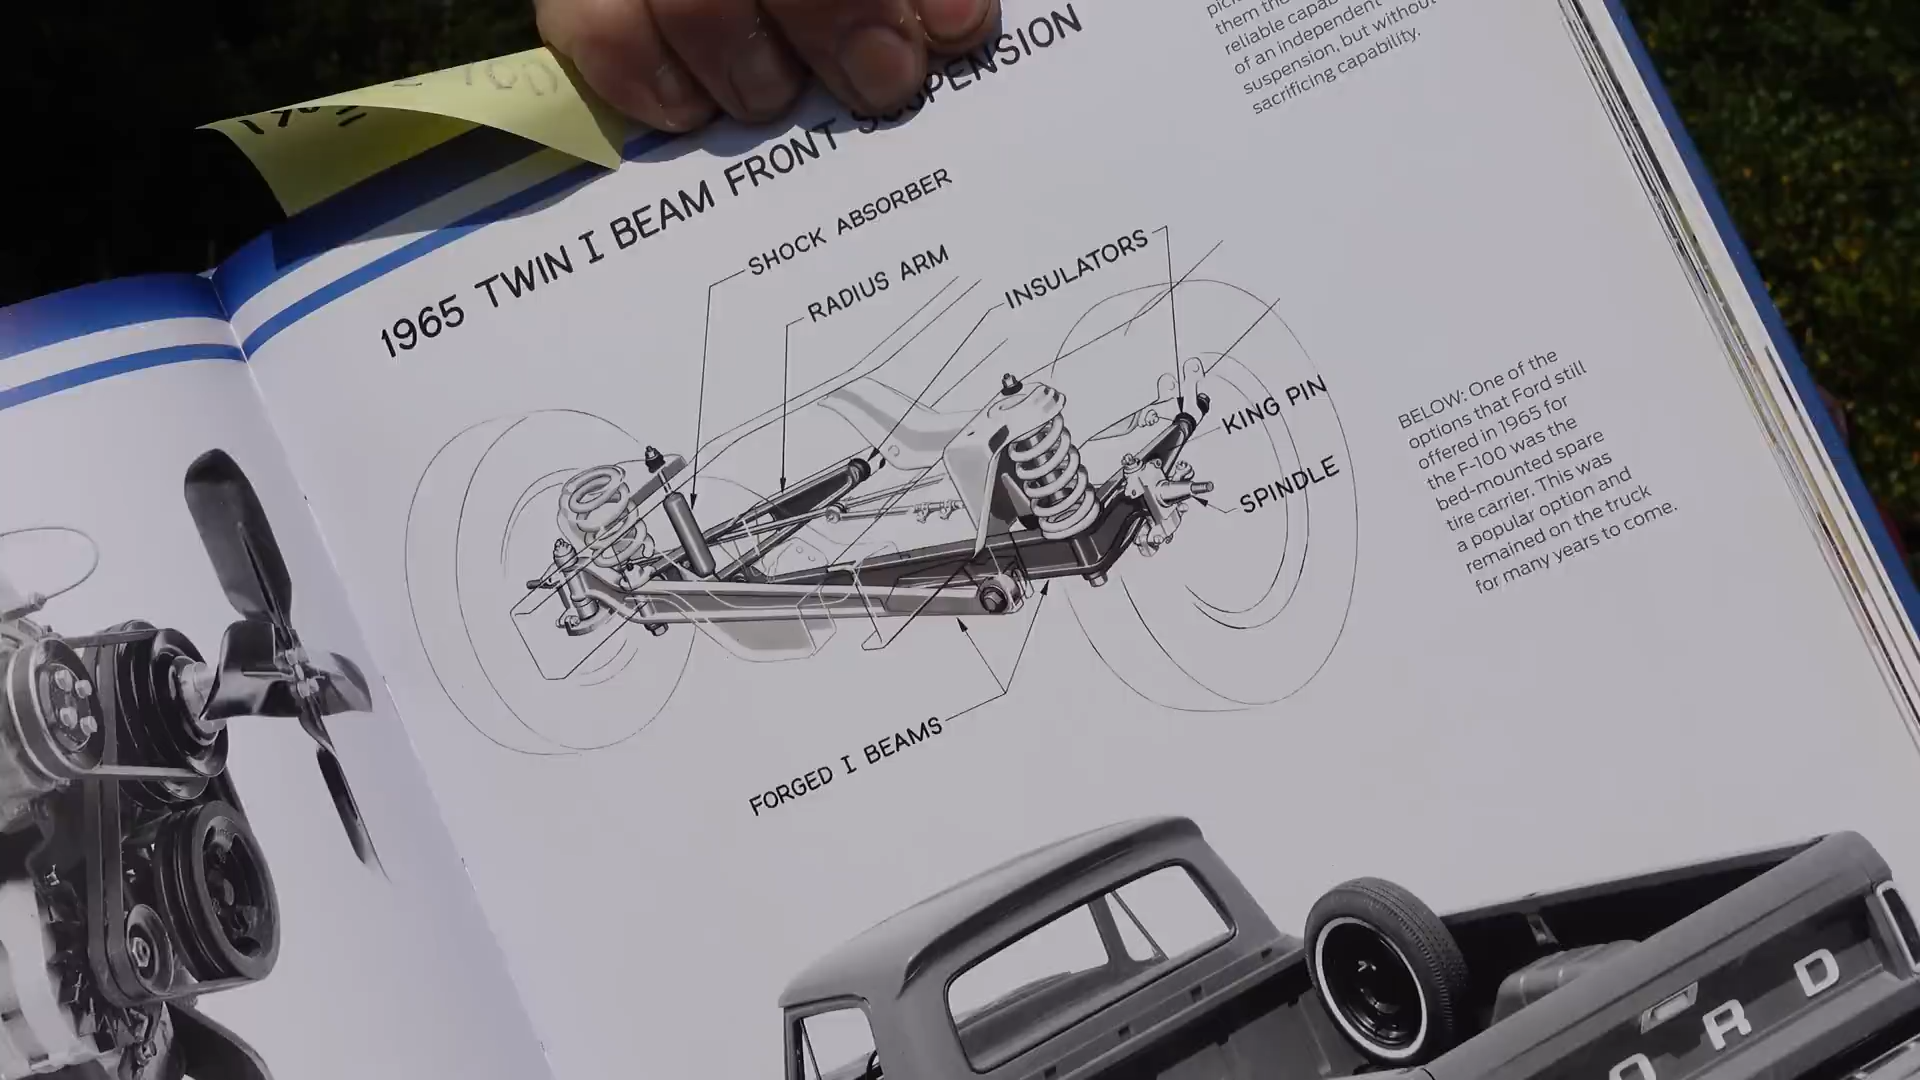 them the
reliable capab
of an independent
suspension, but without
sacrificing capability.
1965 TWIN I BEAM FRONT SUSPENSION
SHOCK ABSORBER
RADIUS ARM
INSULATORS
KING PIN
SPINDLE
FORGED I BEAMS
BELOW: One of the
options that Ford still
offered in 1965 for
the F-100 was the
bed-mounted spare
tire carrier. This was
a popular option and
remained on the truck
for many years to come.
O R D